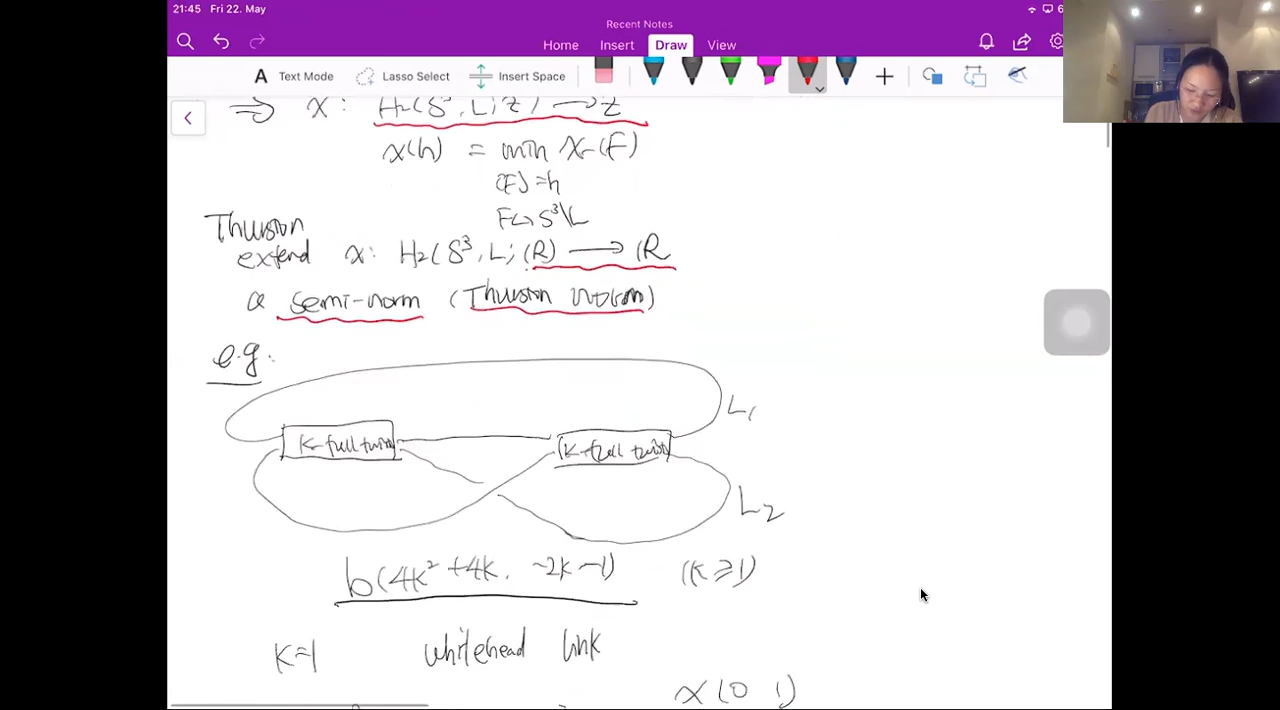 21:45 Fri 22. May
Recent Notes
Home Insert Draw View
A Text Mode Lasso Select Insert Space
⇒ x: H₂(S³, L; Z) → Z
x(h) = min χ_(F)
[F] = h
F ↪ S³\L
Thurston
extend x: H₂(S³, L; R) → R
a semi-norm (Thurston norm)
e.g:
L₁
K-full twist K-full twist
L₂
b(4k² + 4k, -2k-1) (k ≥ 1)
k=1 whitehead link
x(0 1)